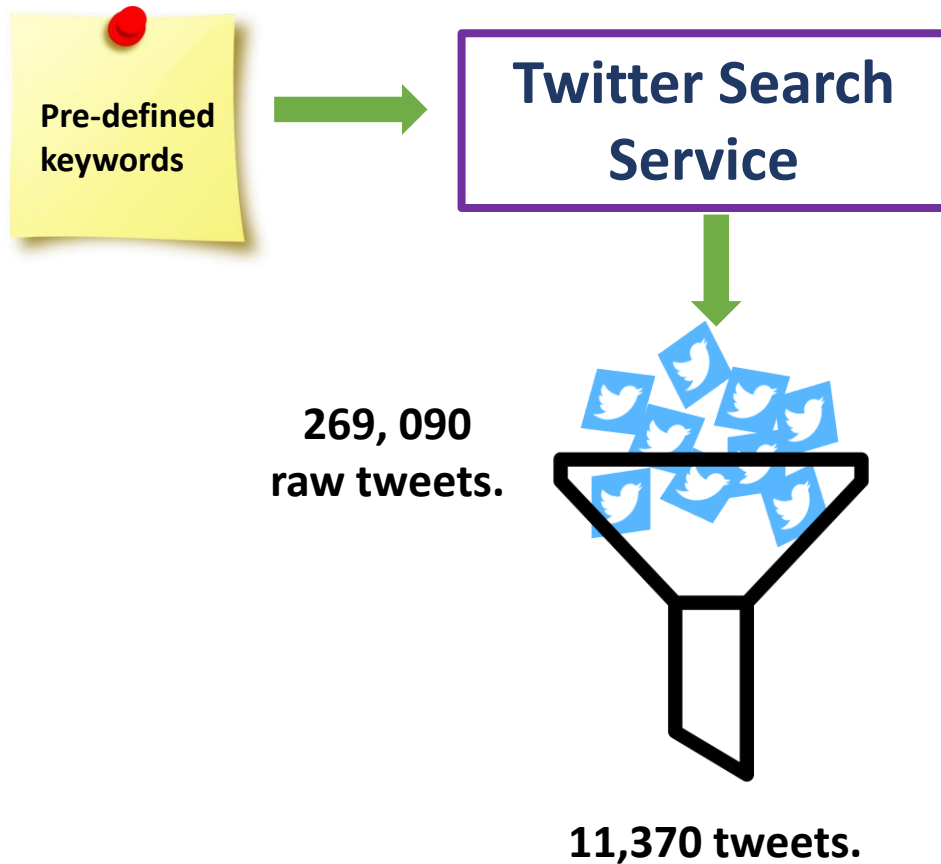 Pre-defined
keywords
Twitter Search
Service
269, 090
raw tweets.
11,370 tweets.